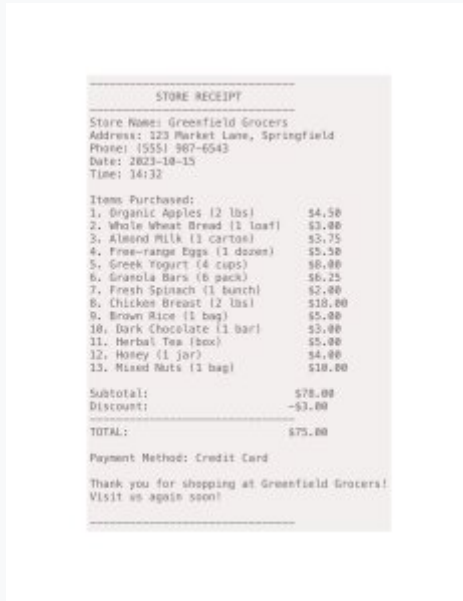 --------------------------------
STORE RECEIPT
--------------------------------
Store Name: Greenfield Grocers
Address: 123 Market Lane, Springfield
Phone: (555) 987-6543
Date: 2023-10-15
Time: 14:32
Items Purchased:
1. Organic Apples (2 lbs) $4.50
2. Whole Wheat Bread (1 loaf) $3.00
3. Almond Milk (1 carton) $3.75
4. Free-range Eggs (1 dozen) $5.50
5. Greek Yogurt (4 cups) $8.00
6. Granola Bars (6 pack) $6.25
7. Fresh Spinach (1 bunch) $2.00
8. Chicken Breast (2 lbs) $18.00
9. Brown Rice (1 bag) $5.00
10. Dark Chocolate (1 bar) $3.00
11. Herbal Tea (box) $5.00
12. Honey (1 jar) $4.00
13. Mixed Nuts (1 bag) $10.00
Subtotal: $78.00
Discount: -$3.00
--------------------------------
TOTAL: $75.00
Payment Method: Credit Card
Thank you for shopping at Greenfield Grocers!
Visit us again soon!
--------------------------------